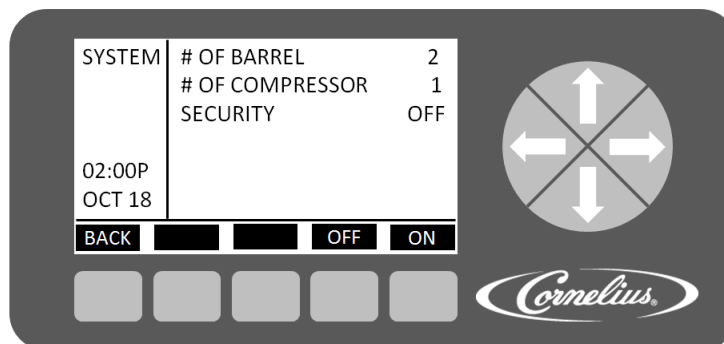 SYSTEM
# OF BARREL 2
# OF COMPRESSOR 1
SECURITY OFF
02:00P
OCT 18
BACK OFF ON
Cornelius®